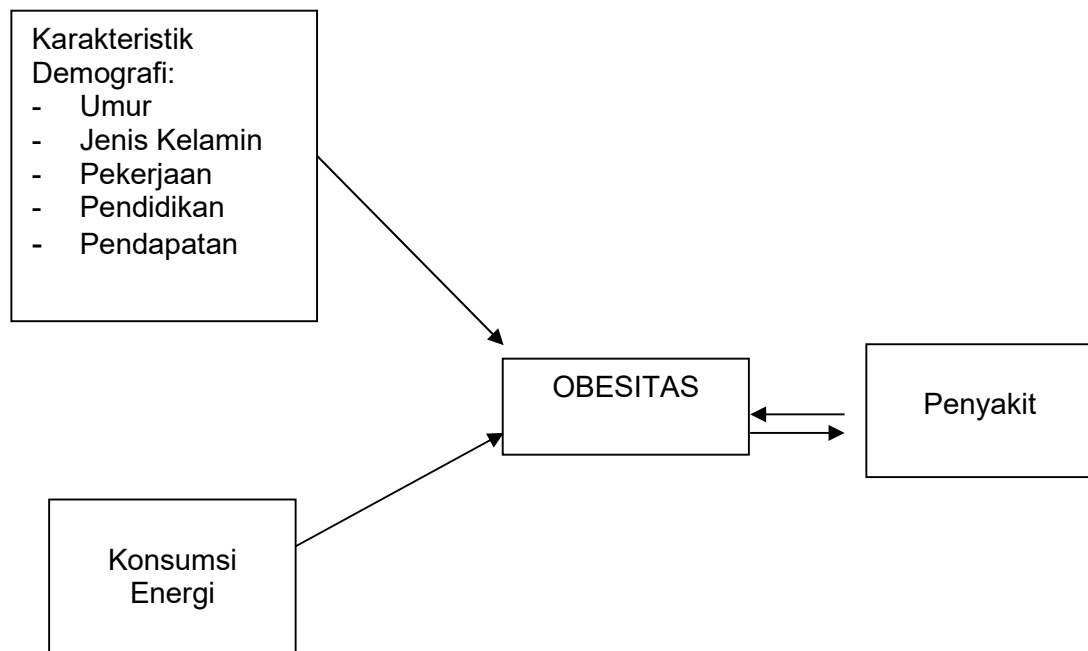 Karakteristik
Demografi:
- Umur
- Jenis Kelamin
- Pekerjaan
- Pendidikan
- Pendapatan
OBESITAS
Penyakit
Konsumsi
Energi